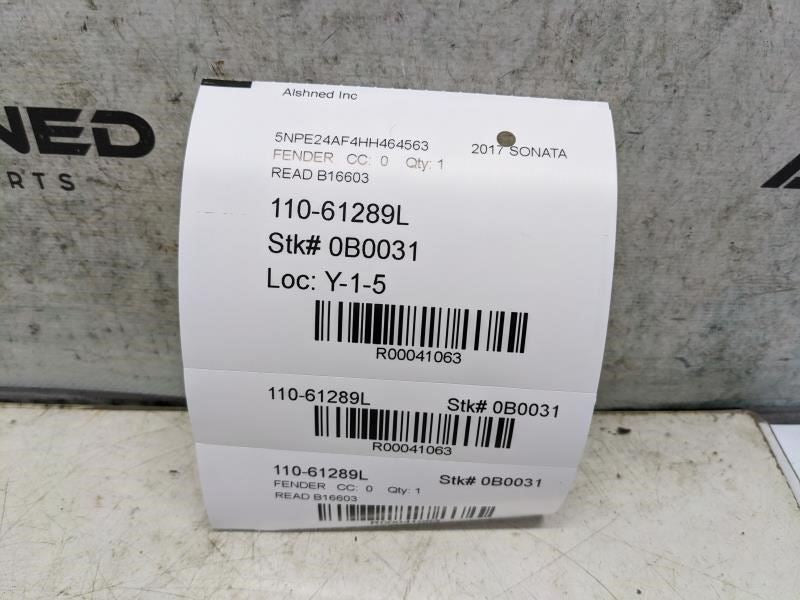 NED
RTS
Alshned Inc
5NPE24AF4HH464563 2017 SONATA
FENDER CC: 0 Qty: 1
READ B16603
110-61289L
Stk# 0B0031
Loc: Y-1-5
R00041063
110-61289L Stk# 0B0031
R00041063
110-61289L Stk# 0B0031
FENDER CC: 0 Qty: 1
READ B16603